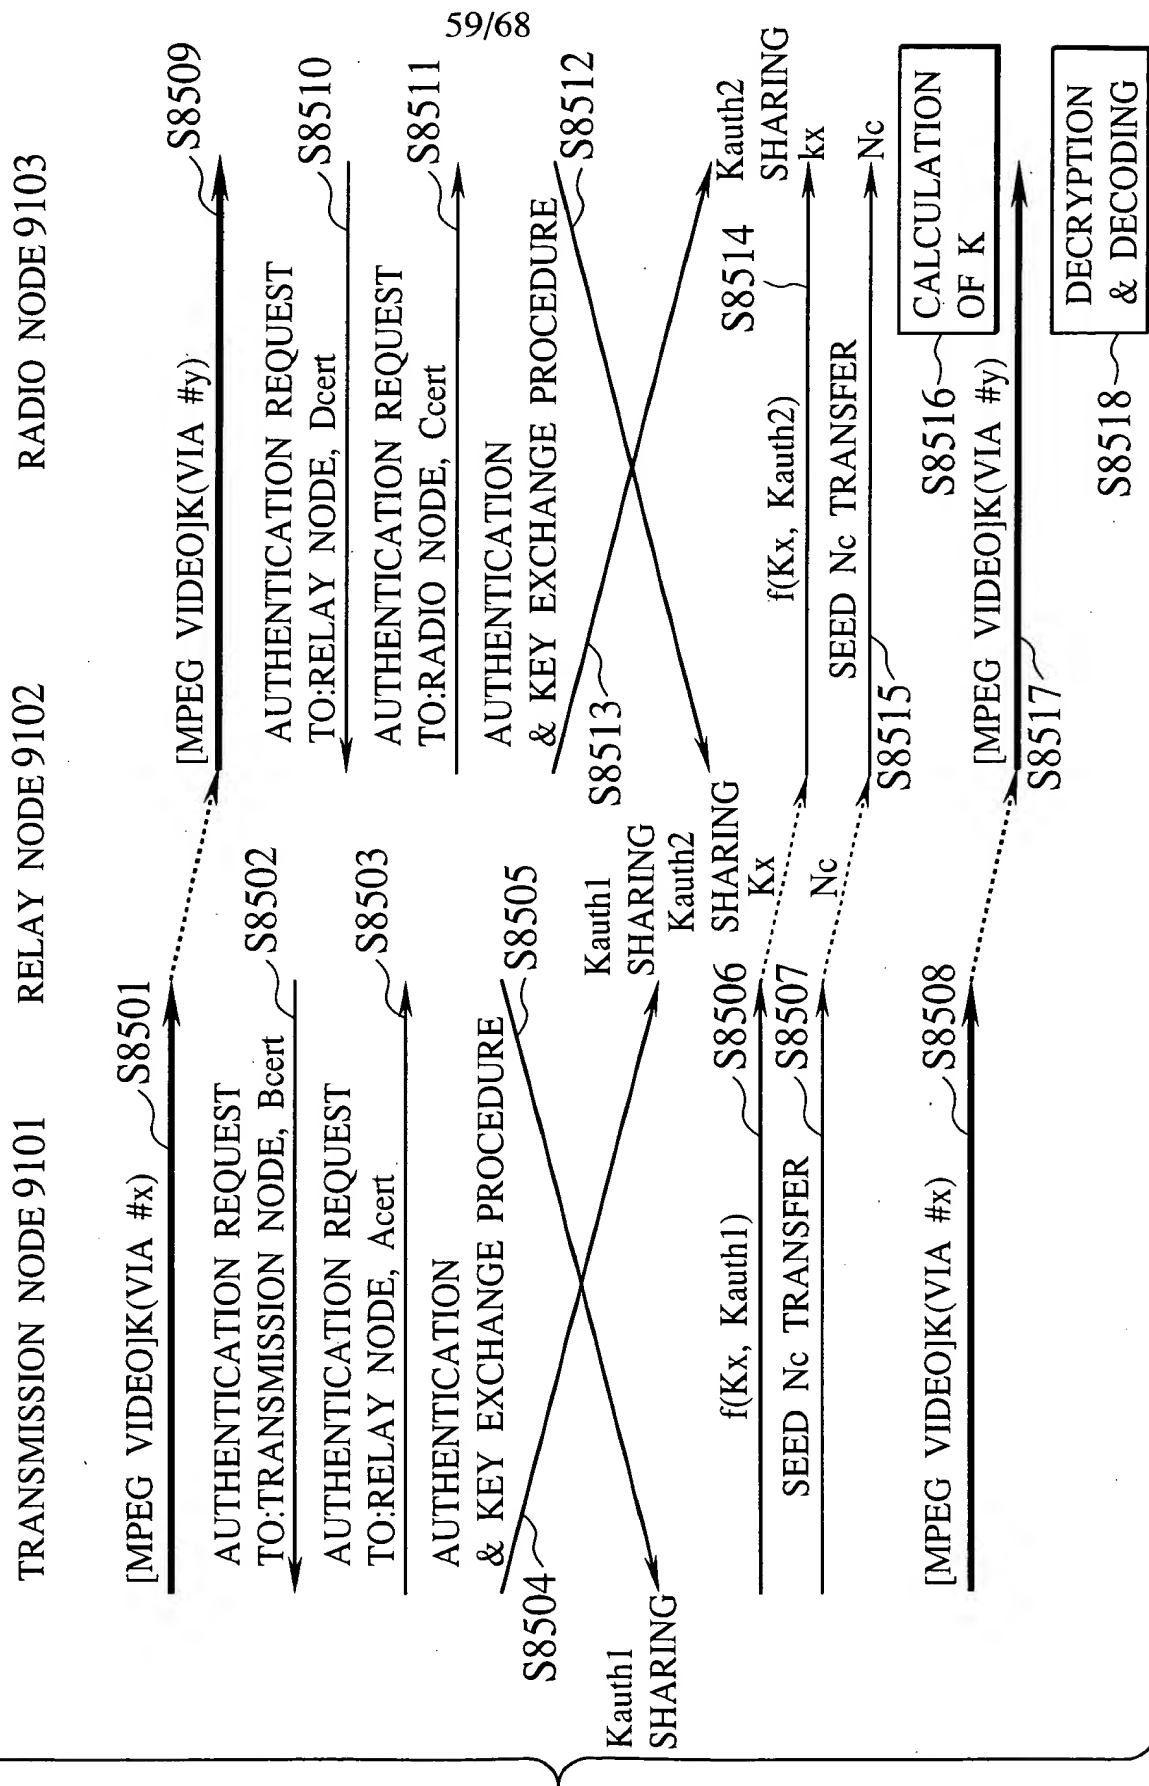 59/68
TRANSMISSION NODE 9101
RELAY NODE 9102
RADIO NODE 9103
[MPEG VIDEO]K(VIA #x)
S8501
[MPEG VIDEO]K(VIA #y)
S8509
AUTHENTICATION REQUEST
TO:TRANSMISSION NODE, Bcert
S8502
AUTHENTICATION REQUEST
TO:RELAY NODE, Dcert
S8510
AUTHENTICATION REQUEST
TO:RELAY NODE, Acert
S8503
AUTHENTICATION REQUEST
TO:RADIO NODE, Ccert
S8511
AUTHENTICATION
& KEY EXCHANGE PROCEDURE
S8504
S8505
AUTHENTICATION
& KEY EXCHANGE PROCEDURE
S8513
S8512
Kauth1
SHARING
Kauth1
SHARING
Kauth2
SHARING
Kauth2
SHARING
f(Kx, Kauth1)
S8506
Kx
f(Kx, Kauth2)
S8514
kx
SEED Nc TRANSFER
S8507
Nc
SEED Nc TRANSFER
S8515
Nc
S8516
CALCULATION
OF K
[MPEG VIDEO]K(VIA #x)
S8508
[MPEG VIDEO]K(VIA #y)
S8517
S8518
DECRYPTION
& DECODING